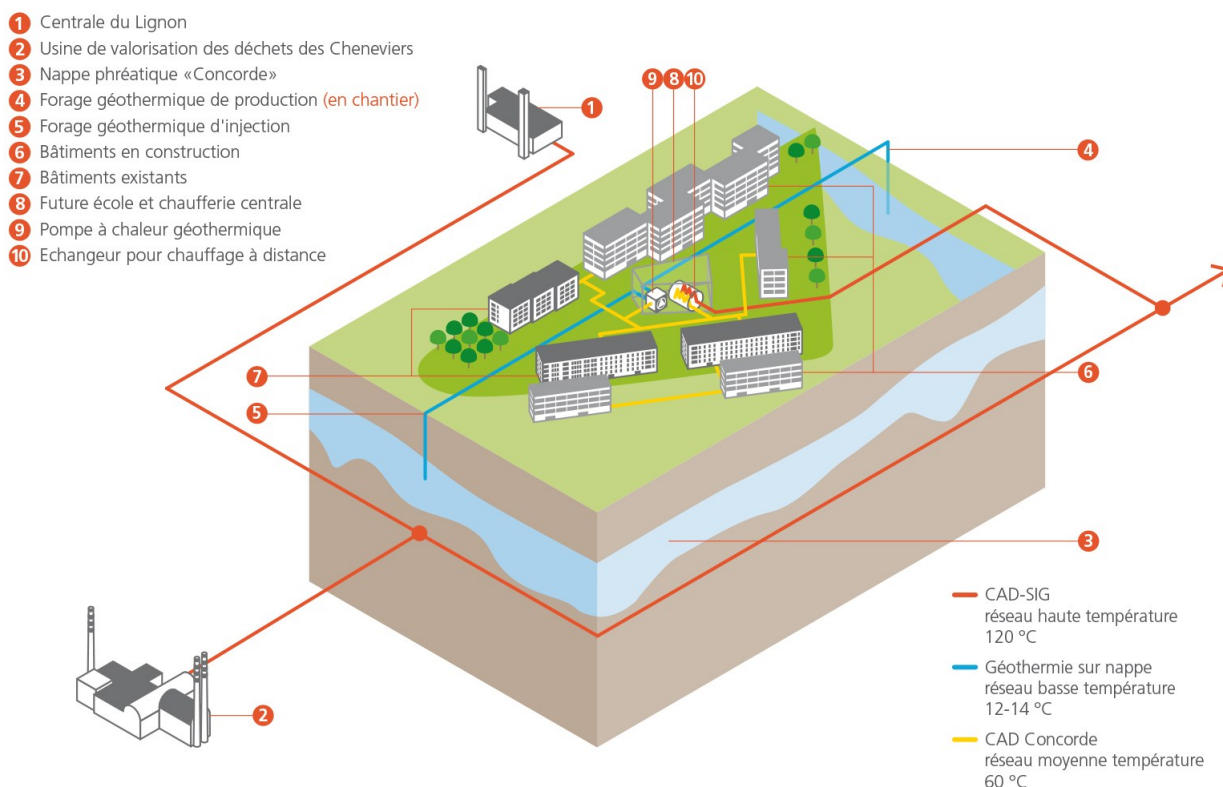 1 Centrale du Lignon
2 Usine de valorisation des déchets des Cheneviers
3 Nappe phréatique «Concorde»
4 Forage géothermique de production (en chantier)
5 Forage géothermique d'injection
6 Bâtiments en construction
7 Bâtiments existants
8 Future école et chaufferie centrale
9 Pompe à chaleur géothermique
10 Echangeur pour chauffage à distance
9 8 10
1
4
7
6
5
3
2
CAD-SIG
réseau haute température
120 °C
Géothermie sur nappe
réseau basse température
12-14 °C
CAD Concorde
réseau moyenne température
60 °C